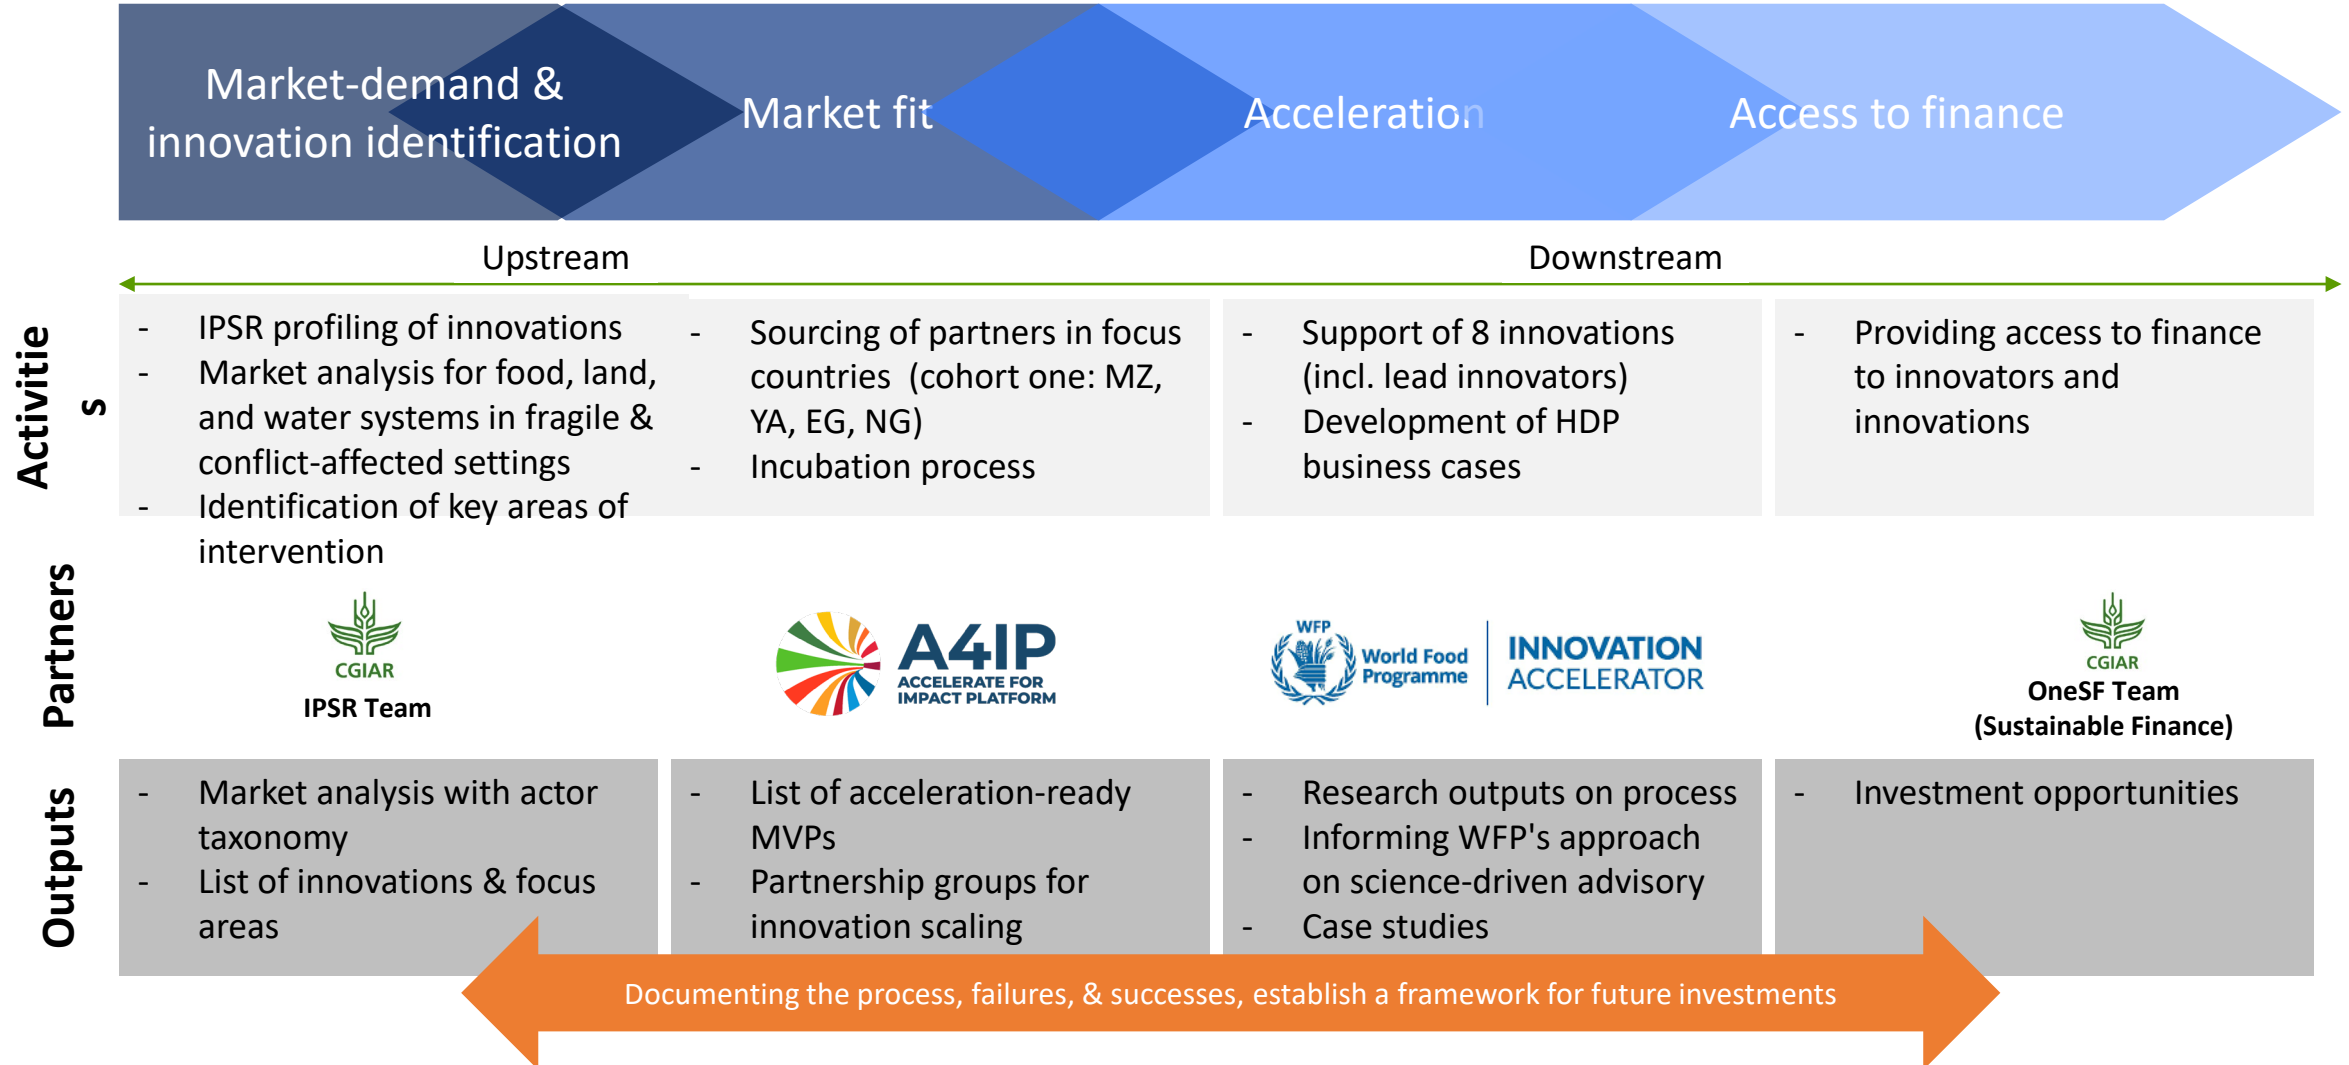 Market-demand &
innovation identification
Market fit
Acceleration
Access to finance
Upstream
Downstream
Activitie
s
- IPSR profiling of innovations
- Market analysis for food, land,
and water systems in fragile &
conflict-affected settings
- Identification of key areas of
intervention
- Sourcing of partners in focus
countries (cohort one: MZ,
YA, EG, NG)
- Incubation process
- Support of 8 innovations
(incl. lead innovators)
- Development of HDP
business cases
- Providing access to finance
to innovators and
innovations
Partners
CGIAR
IPSR Team
A4IP
ACCELERATE FOR
IMPACT PLATFORM
WFP
World Food
Programme
INNOVATION
ACCELERATOR
CGIAR
OneSF Team
(Sustainable Finance)
Outputs
- Market analysis with actor
taxonomy
- List of innovations & focus
areas
- List of acceleration-ready
MVPs
- Partnership groups for
innovation scaling
- Research outputs on process
- Informing WFP's approach
on science-driven advisory
- Case studies
- Investment opportunities
Documenting the process, failures, & successes, establish a framework for future investments